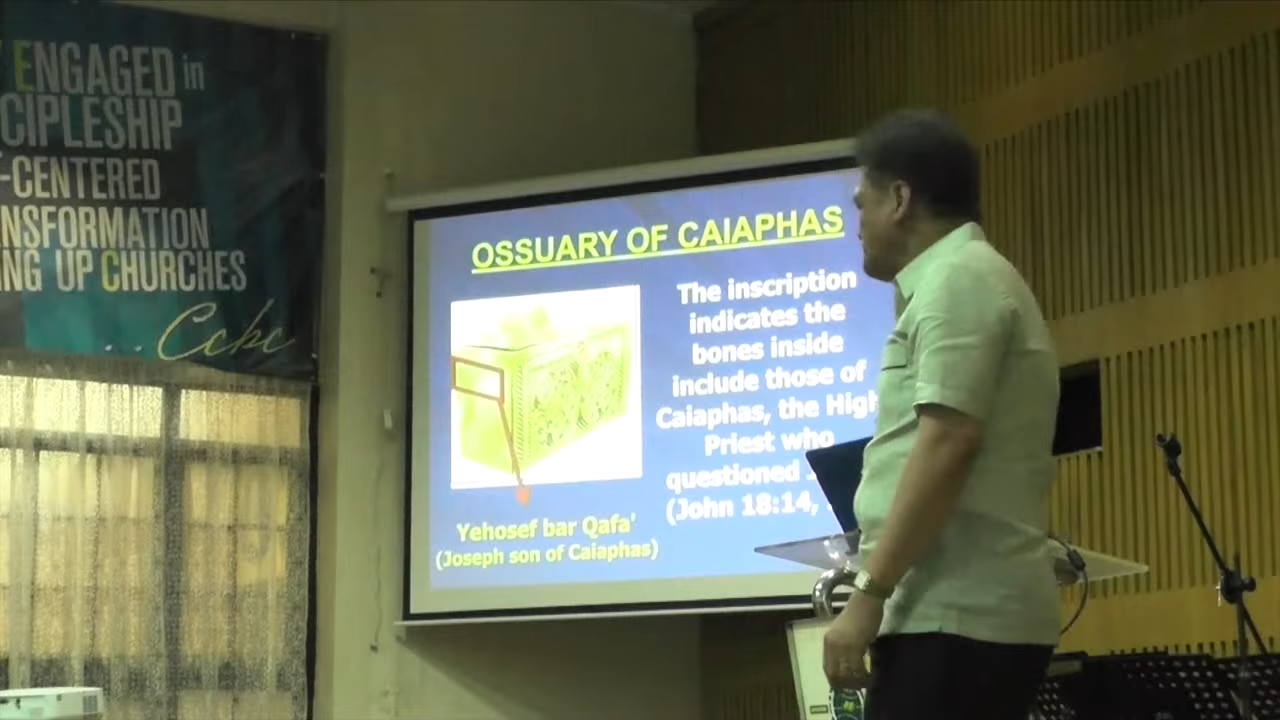 ENGAGED in
CIPLESHIP
-CENTERED
NSFORMATION
NG UP CHURCHES
... Ccbc
OSSUARY OF CAIAPHAS
The inscription
indicates the
bones inside
include those of
Caiaphas, the High
Priest who
questioned
(John 18:14,
Yehosef bar Qafa'
(Joseph son of Caiaphas)